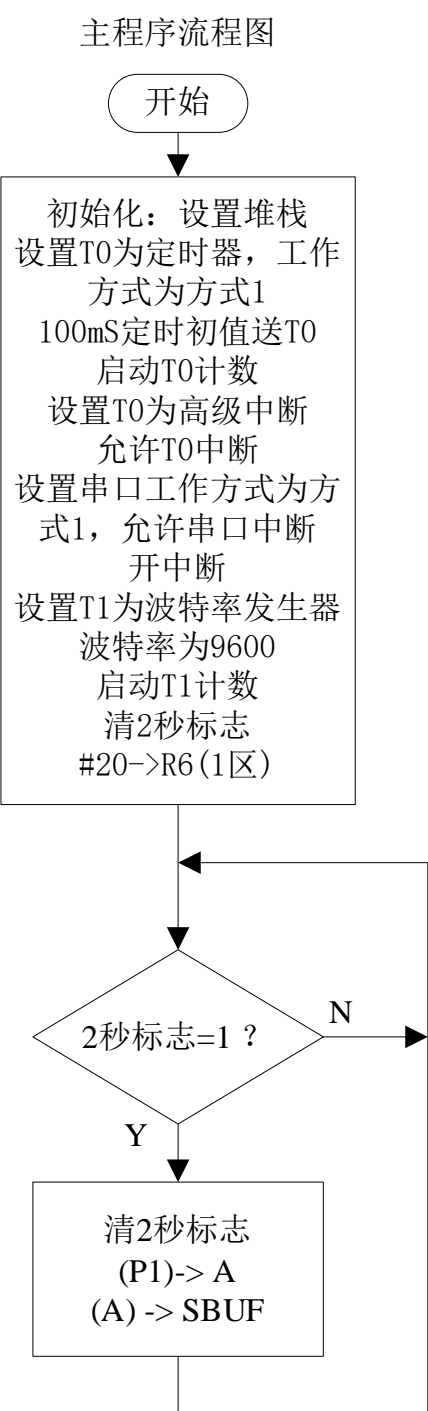 主程序流程图
开始
初始化：设置堆栈
设置T0为定时器，工作
方式为方式1
100mS定时初值送T0
启动T0计数
设置T0为高级中断
允许T0中断
设置串口工作方式为方
式1，允许串口中断
开中断
设置T1为波特率发生器
波特率为9600
启动T1计数
清2秒标志
#20->R6(1区)
2秒标志=1 ？
N
Y
清2秒标志
(P1)-> A
(A) -> SBUF